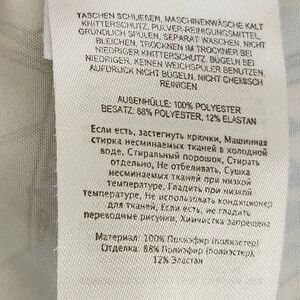 TASCHEN SCHLIEßEN, MASCHINENWÄSCHE KALT
KNITTERSCHUTZ, PULVER-REINIGUNGSMITTEL,
GRÜNDLICH SPÜLEN, SEPARAT WASCHEN, NICHT
BLEICHEN, TROCKNEN IM TROCKNER BEI
NIEDRIGER KNITTERSCHUTZ, BÜGELN BEI
NIEDRIGER, KEINEN WEICHSPÜLER BENUTZEN,
AUFDRUCK NICHT BÜGELN, NICHT CHEMISCH
REINIGEN.
AUßENHÜLLE: 100% POLYESTER
BESATZ: 88% POLYESTER, 12% ELASTAN
Если есть, застегнуть крючки, Машинная
стирка несминаемых тканей в холодной
воде, Стиральный порошок, Стирать
отдельно, Не отбеливать, Сушка
несминаемых тканей при низкой
температуре, Гладить при низкой
температуре, Не использовать кондиционер
для тканей, Если есть, не гладить
переводные рисунки, Химчистка запрещена
Материал: 100% Полиэфир (полиэстер)
Отделка: 88% Полиэфир (полиэстер)
12% Эластан